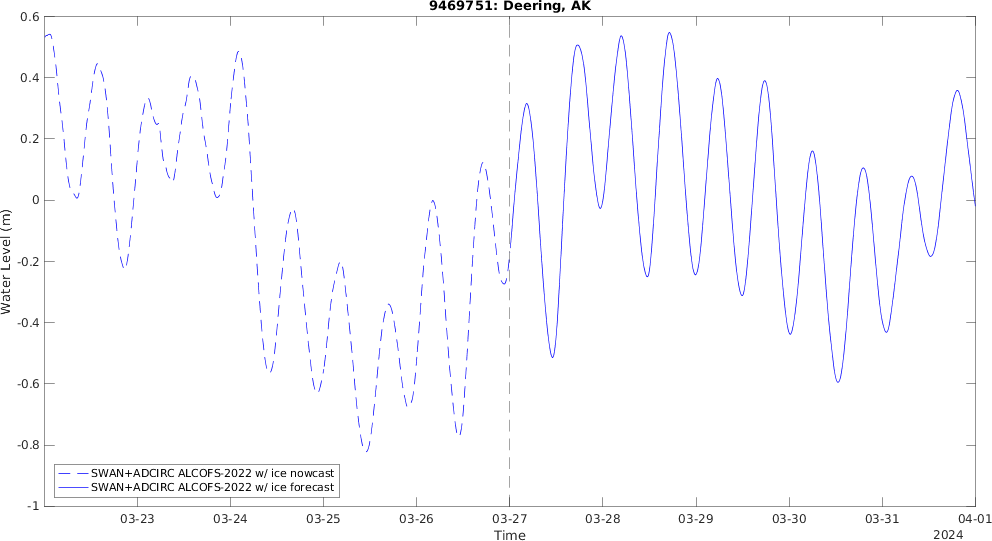 9469751: Deering, AK
0.6
0.4
0.2
0
-0.2
-0.4
-0.6
-0.8
-1
Water Level (m)
SWAN+ADCIRC ALCOFS-2022 w/ ice nowcast
SWAN+ADCIRC ALCOFS-2022 w/ ice forecast
03-23 03-24 03-25 03-26 03-27 03-28 03-29 03-30 03-31 04-01
Time
2024